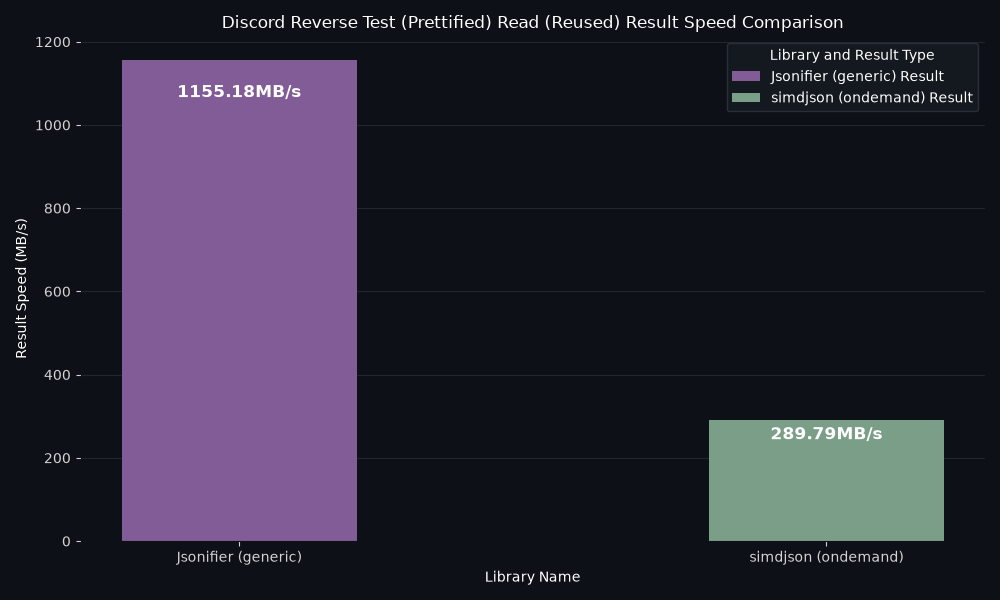 Discord Reverse Test (Prettified) Read (Reused) Result Speed Comparison
Library and Result Type
Jsonifier (generic) Result
simdjson (ondemand) Result
1200
1000
800
600
400
200
0
Result Speed (MB/s)
1155.18MB/s
289.79MB/s
Jsonifier (generic)
simdjson (ondemand)
Library Name